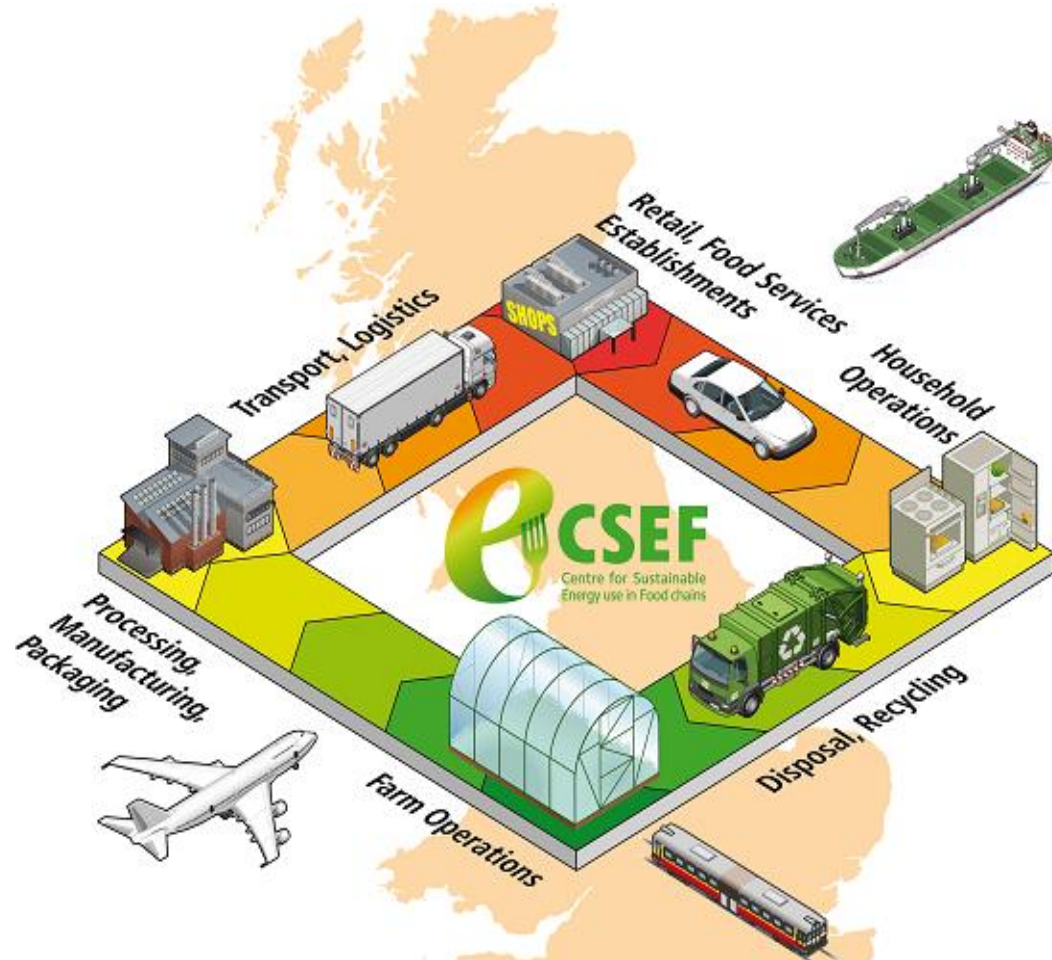 Retail, Food Services
Establishments
Transport, Logistics
SHOPS
Household
Operations
e CSEF
Centre for Sustainable
Energy use in Food chains
Processing,
Manufacturing,
Packaging
Farm Operations
Disposal, Recycling